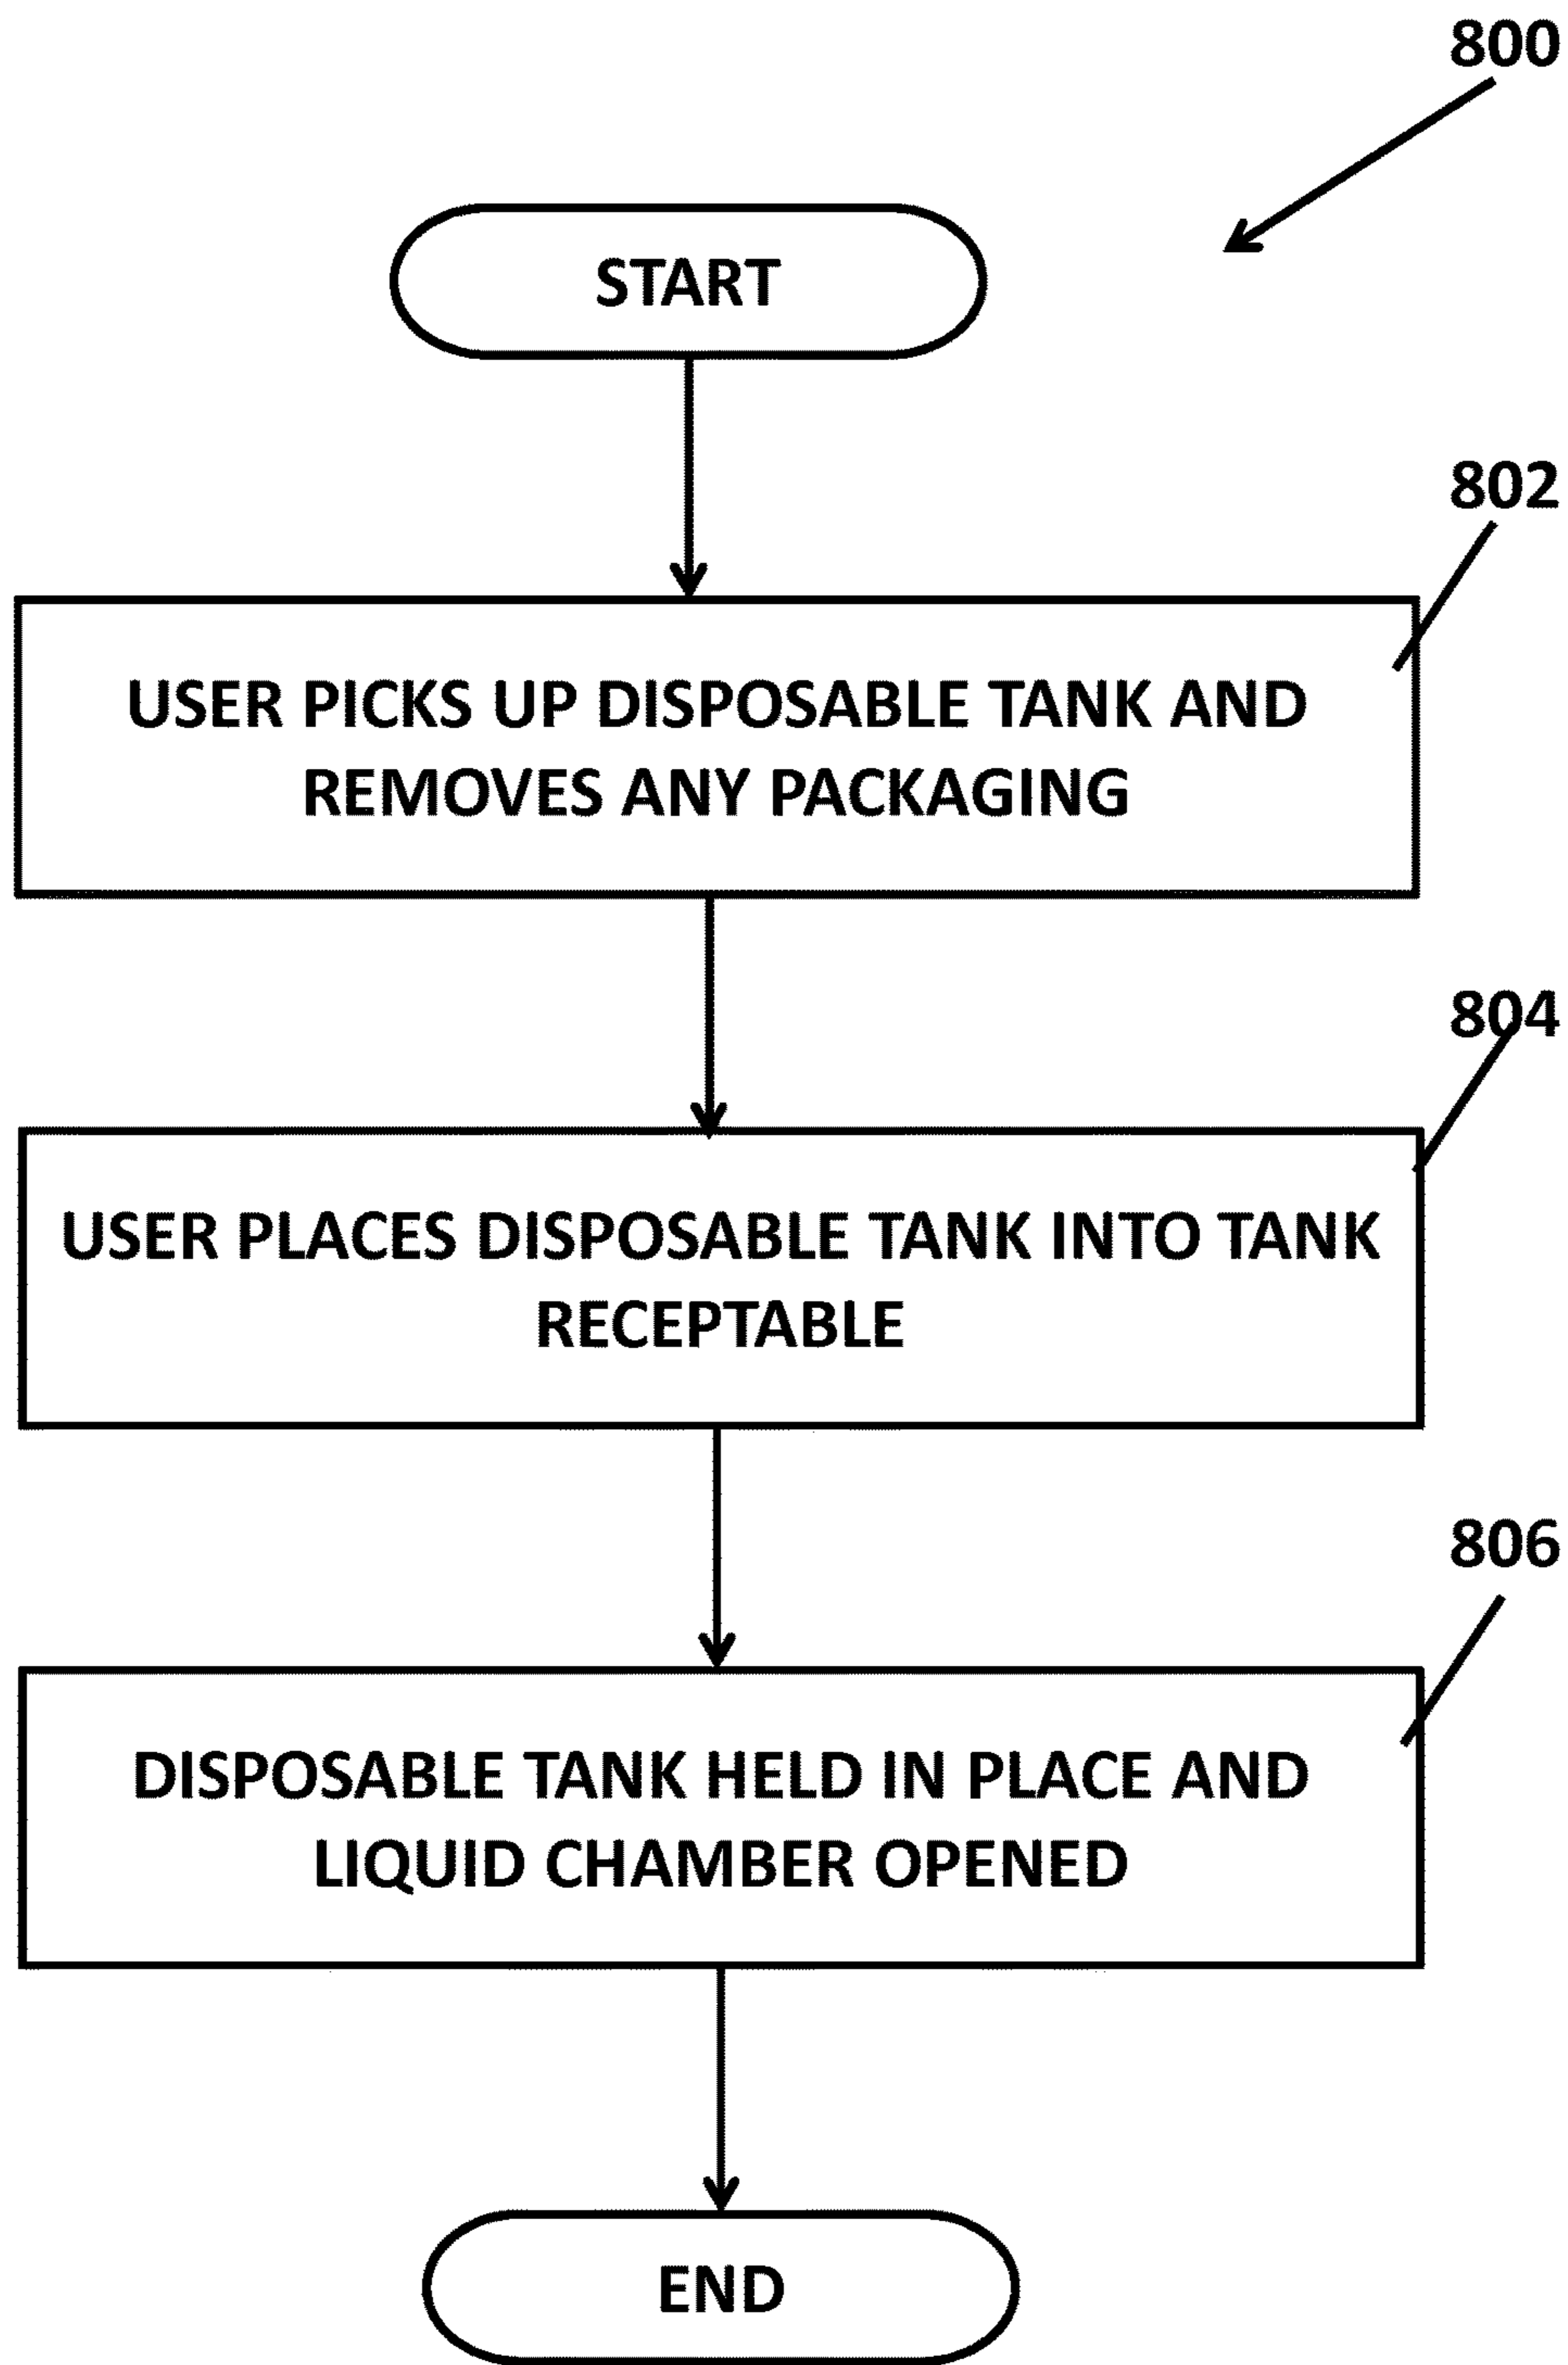 800
START
802
USER PICKS UP DISPOSABLE TANK AND
REMOVES ANY PACKAGING
804
USER PLACES DISPOSABLE TANK INTO TANK
RECEPTABLE
806
DISPOSABLE TANK HELD IN PLACE AND
LIQUID CHAMBER OPENED
END